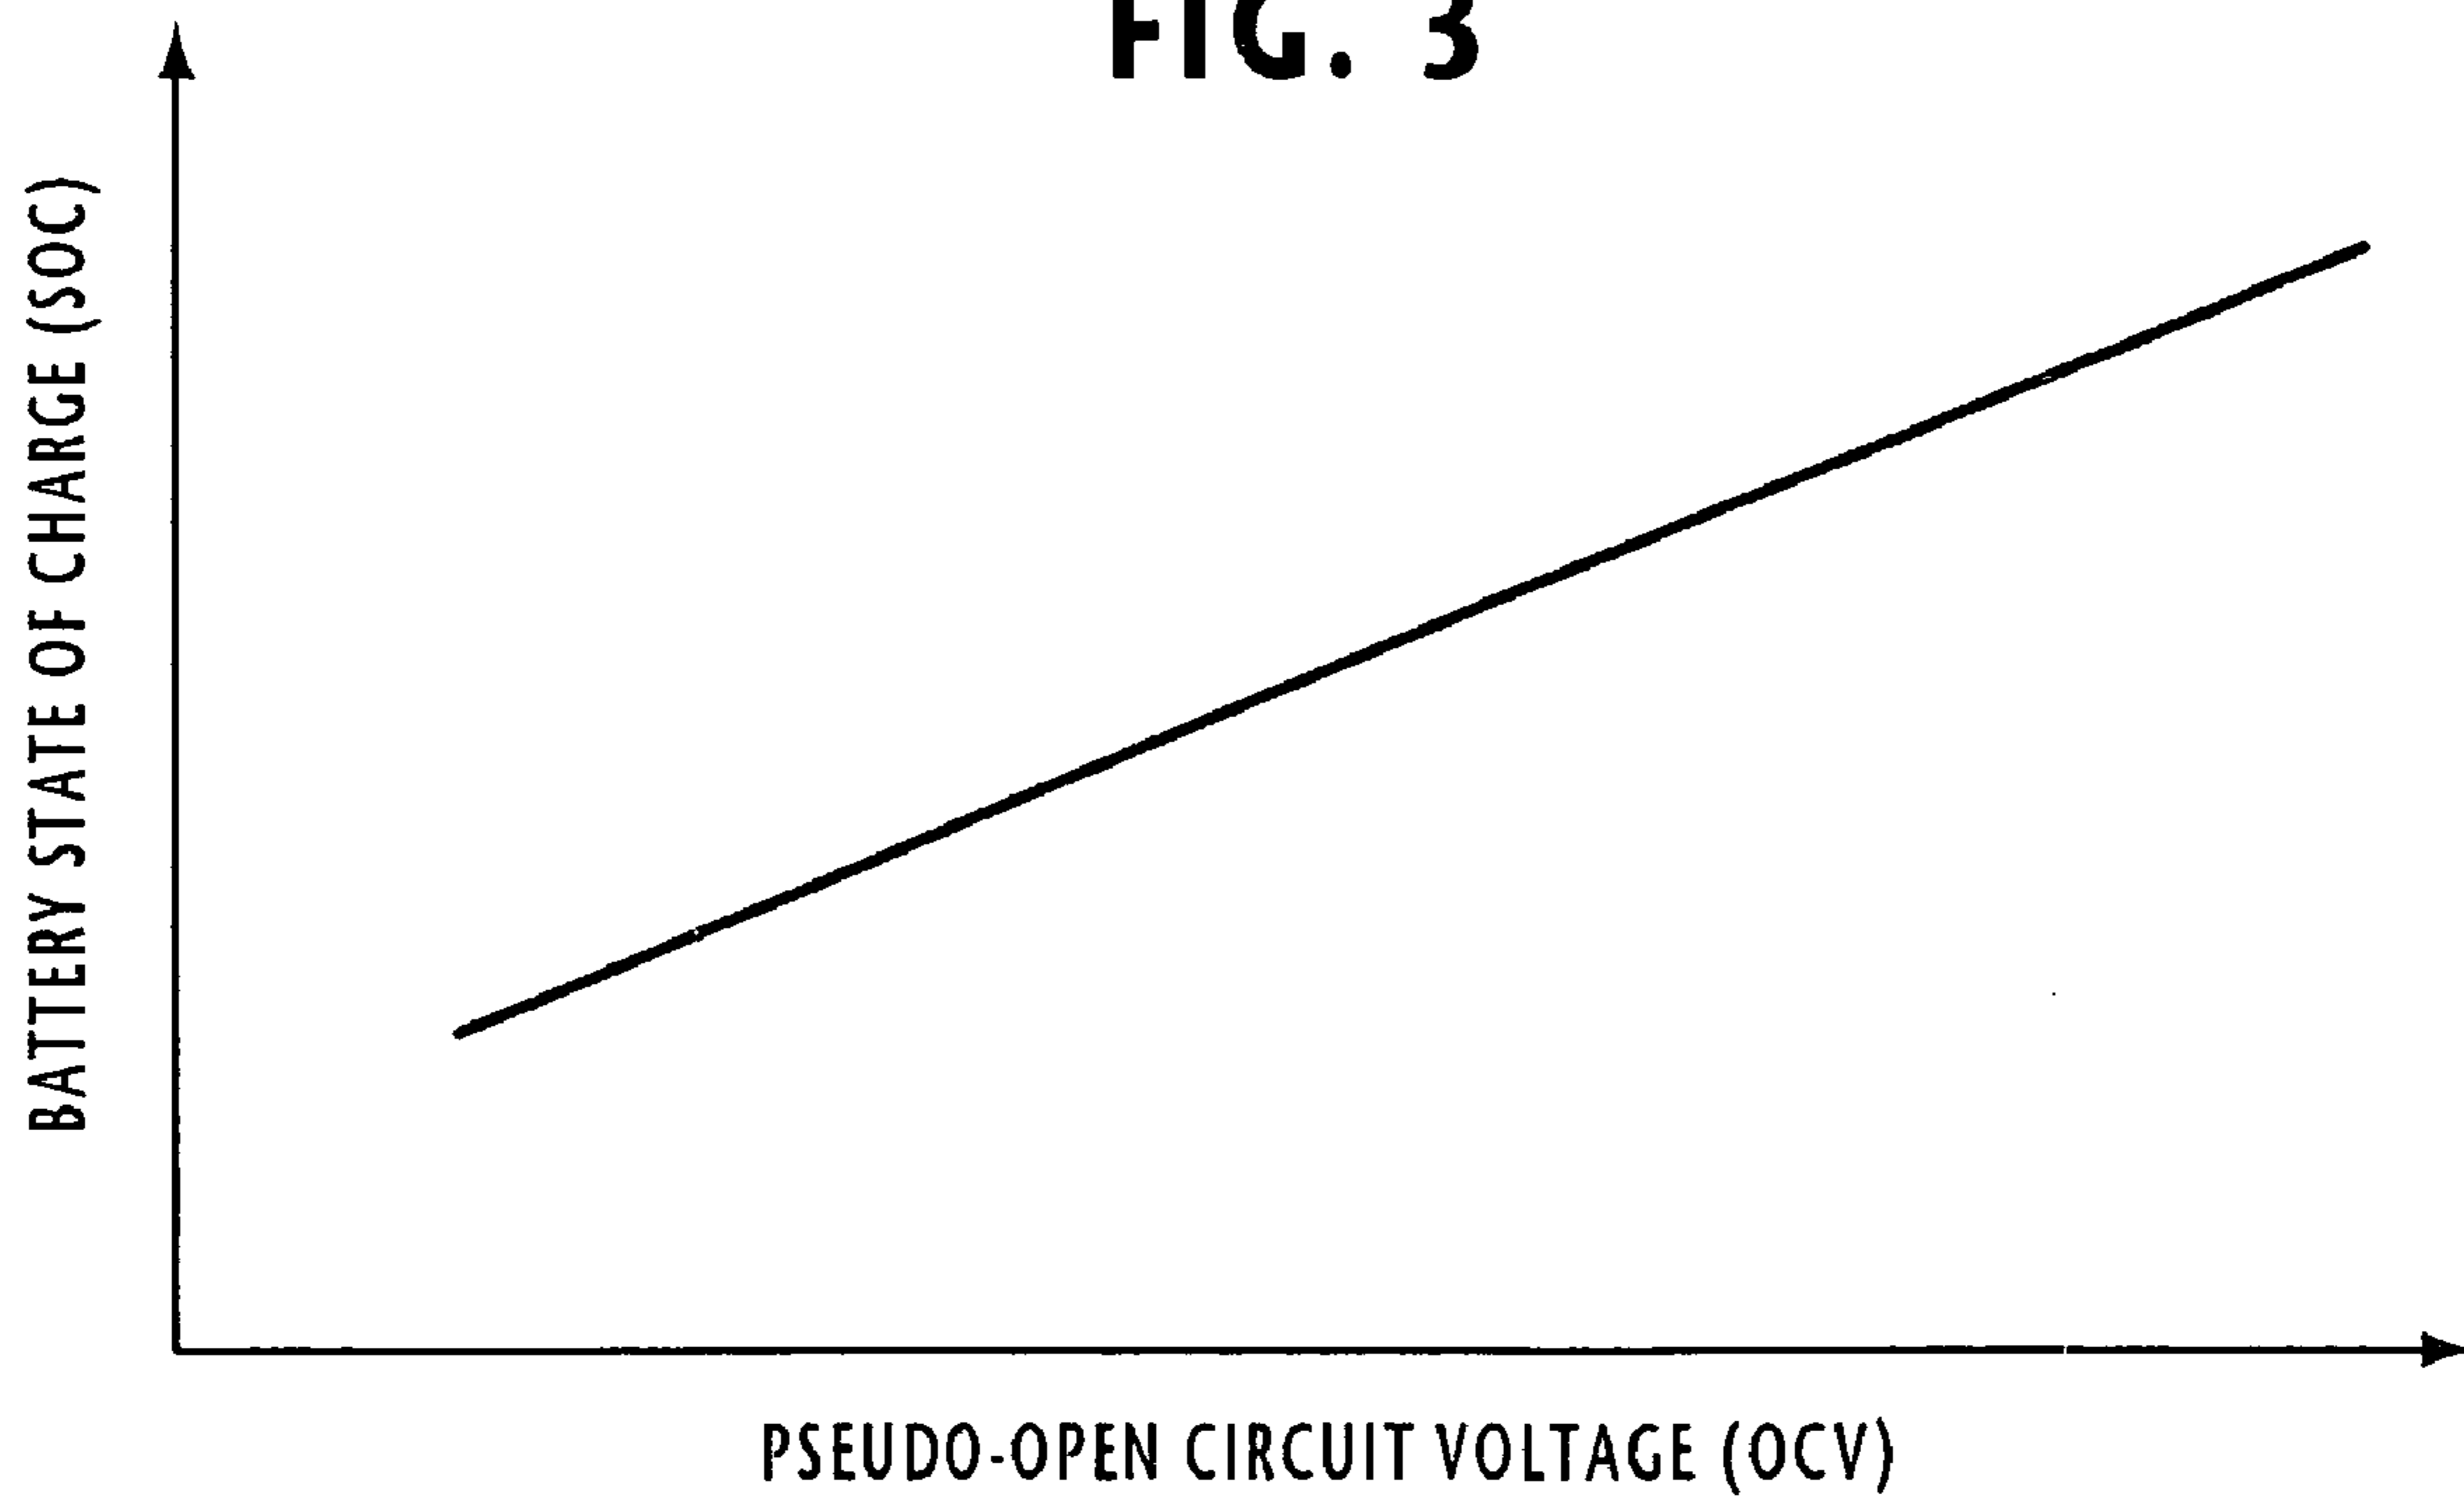 FIG. 3
BATTERY STATE OF CHARGE (SOC)
PSEUDO-OPEN CIRCUIT VOLTAGE (OCV)